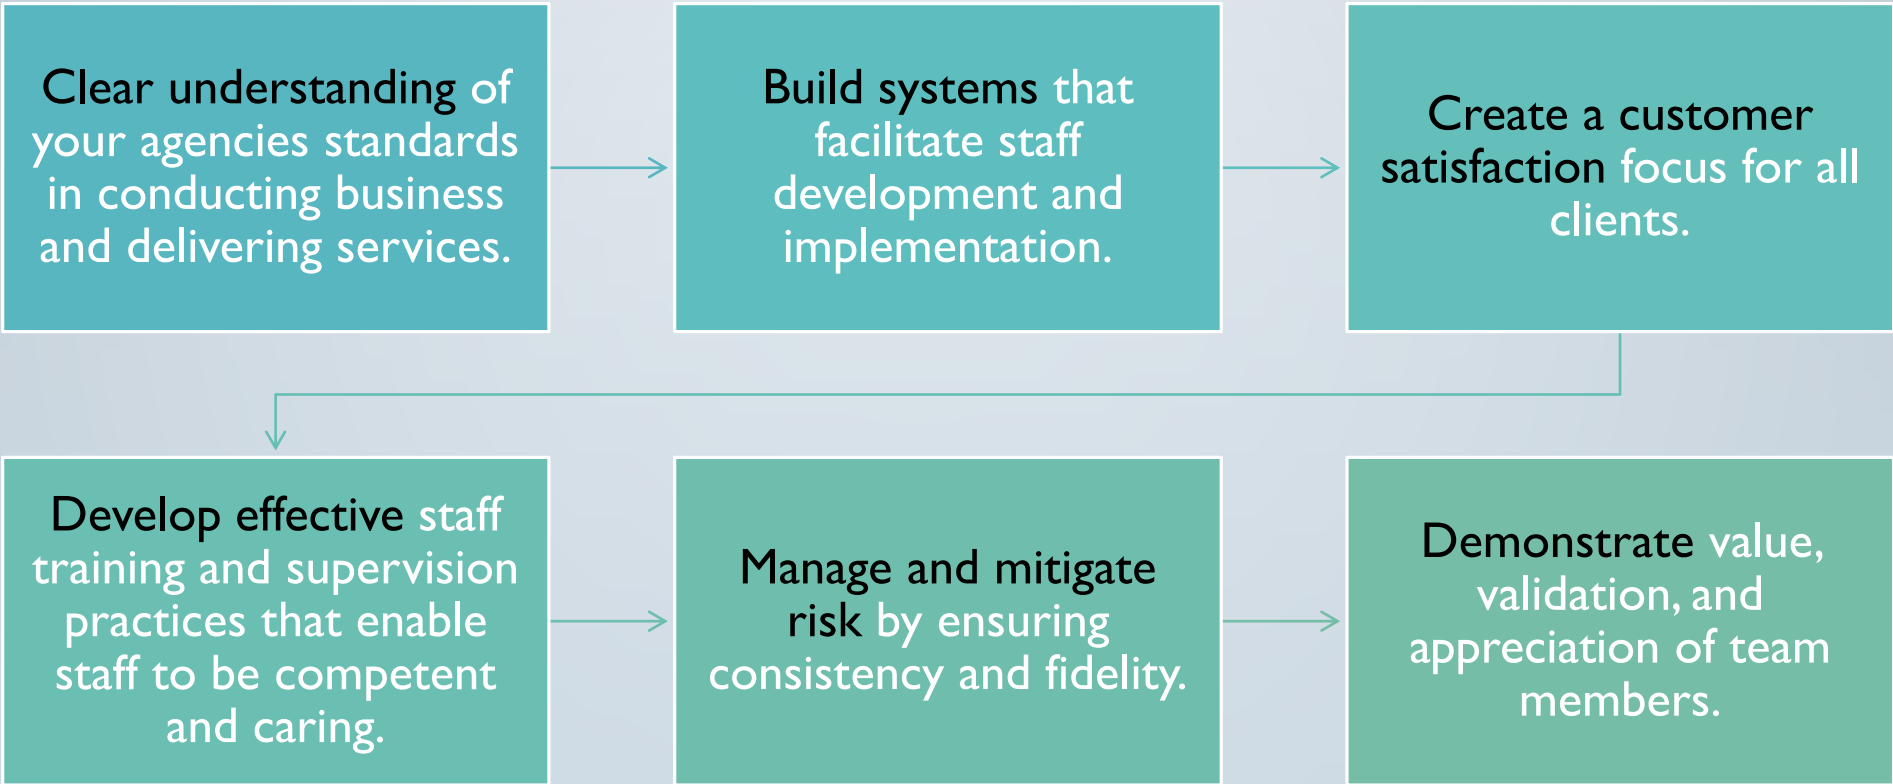 Clear understanding of
your agencies standards
in conducting business
and delivering services.
Build systems that
facilitate staff
development and
implementation.
Create a customer
satisfaction focus for all
clients.
Develop effective staff
training and supervision
practices that enable
staff to be competent
and caring.
Manage and mitigate
risk by ensuring
consistency and fidelity.
Demonstrate value,
validation, and
appreciation of team
members.